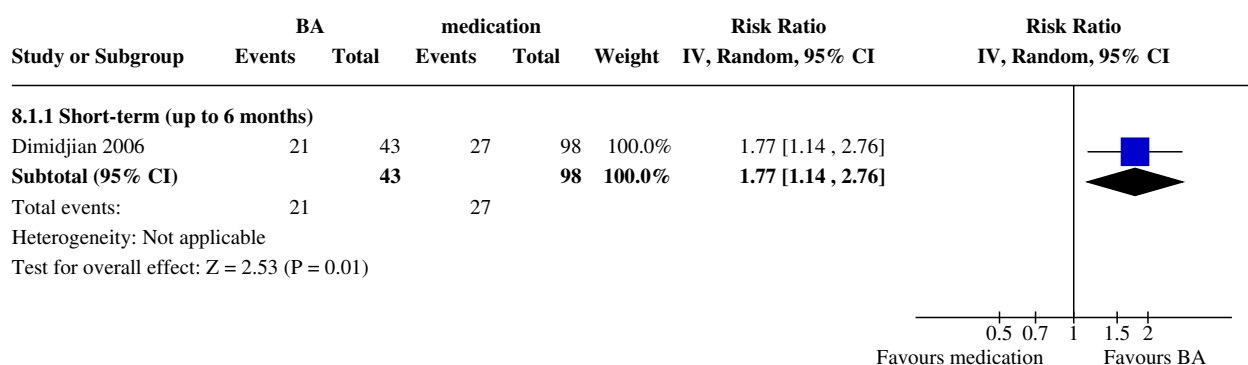 BA medication Risk Ratio Risk Ratio
Study or Subgroup Events Total Events Total Weight IV, Random, 95% CI IV, Random, 95% CI
8.1.1 Short-term (up to 6 months)
Dimidjian 2006 21 43 27 98 100.0% 1.77 [1.14 , 2.76]
Subtotal (95% CI) 43 98 100.0% 1.77 [1.14 , 2.76]
Total events: 21 27
Heterogeneity: Not applicable
Test for overall effect: Z = 2.53 (P = 0.01)
0.5 0.7 1 1.5 2
Favours medication Favours BA